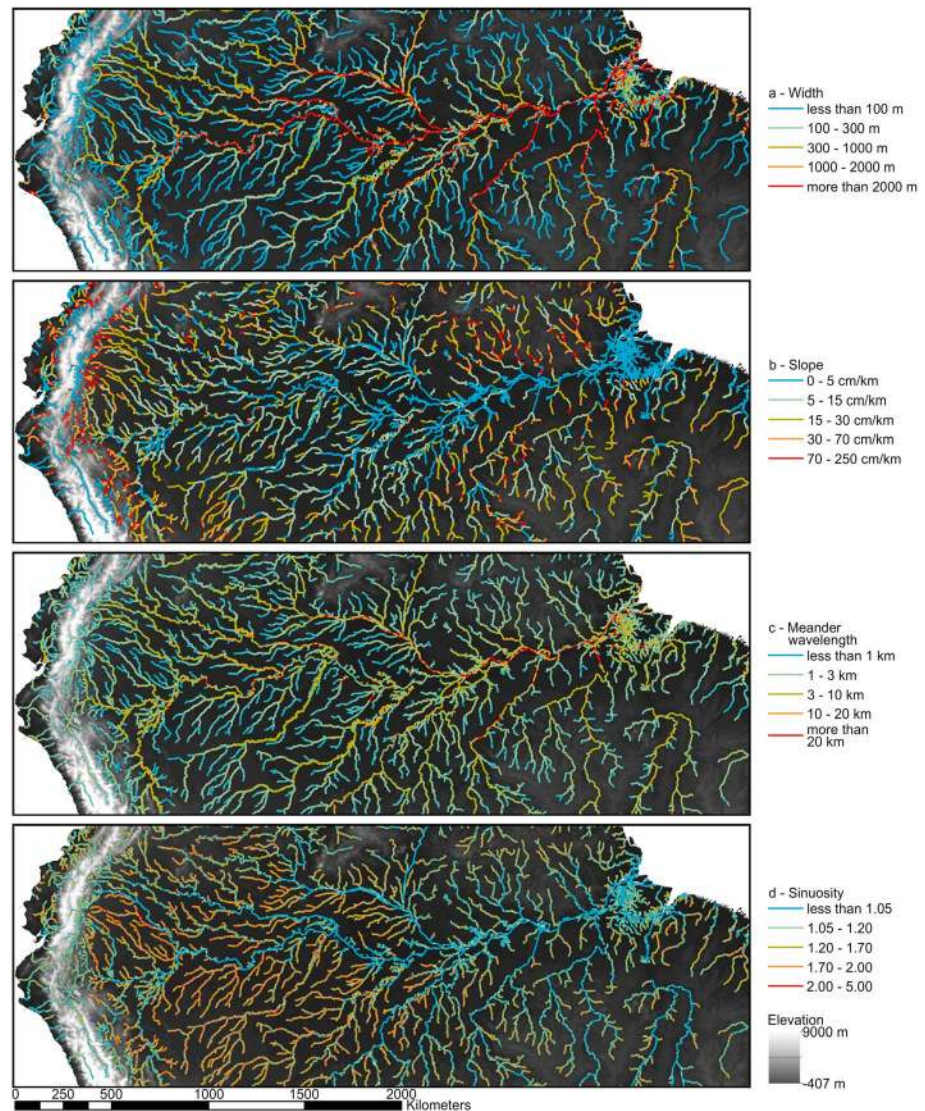 a - Width
less than 100 m
100 - 300 m
300 - 1000 m
1000 - 2000 m
more than 2000 m
b - Slope
0 - 5 cm/km
5 - 15 cm/km
15 - 30 cm/km
30 - 70 cm/km
70 - 250 cm/km
c - Meander
wavelength
less than 1 km
1 - 3 km
3 - 10 km
10 - 20 km
more than
20 km
d - Sinuosity
less than 1.05
1.05 - 1.20
1.20 - 1.70
1.70 - 2.00
2.00 - 5.00
Elevation
9000 m
-407 m
0 250 500 1000 1500 2000
Kilometers